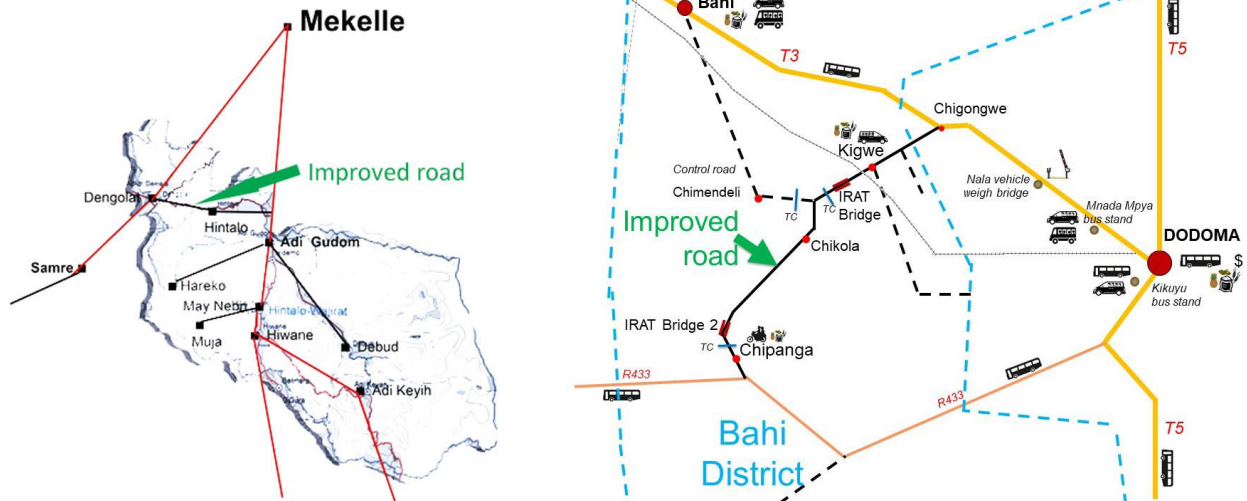 Mekelle
Improved road
Dengolat
Hintalo
Adi Gudom
Samre
Hareko
May Nebri
Hintalo-Wajirat
Muja
Hiwane
Hiwane
Debud
Adi Keyih
Bahi
T3
T5
Chigongwe
Kigwe
Control road
Chimendeli
TC
TC
IRAT
Bridge
Nala vehicle
weigh bridge
Mnada Mpya
bus stand
DODOMA
$
Kikuyu
bus stand
Improved
road
Chikola
IRAT Bridge 2
TC
Chipanga
R433
R433
Bahi
District
T5